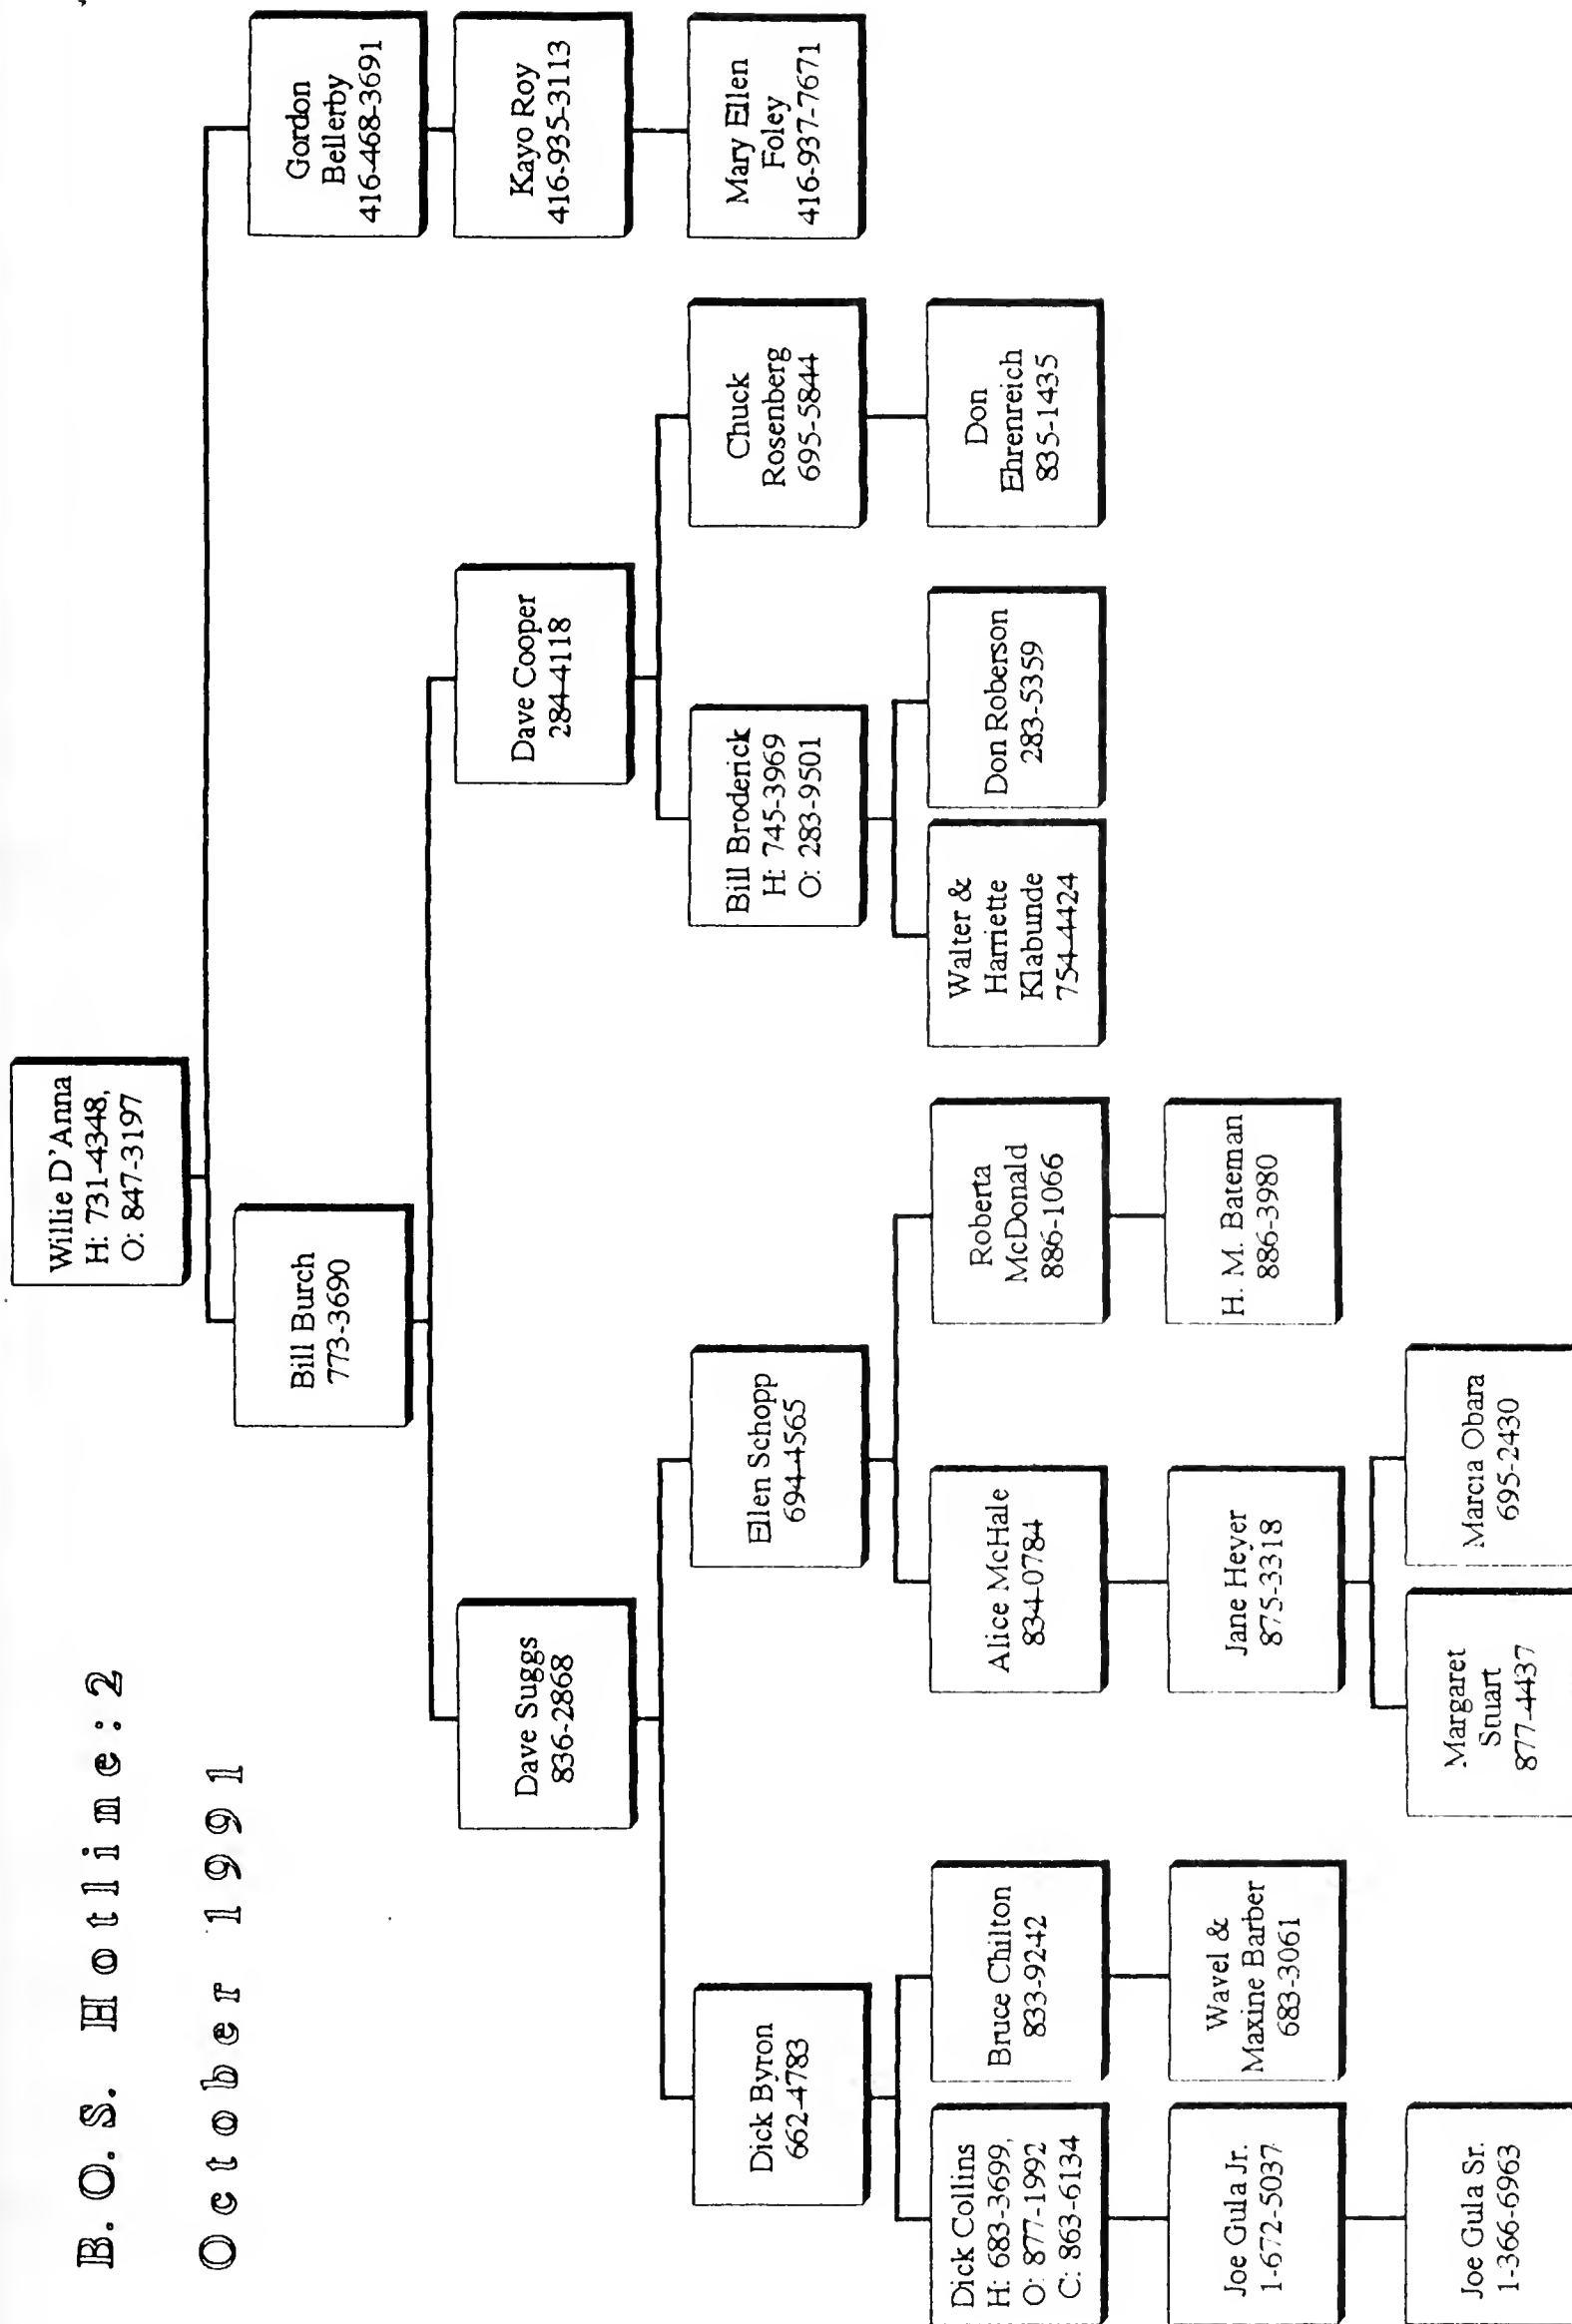 B. O. S. Hotline: 2
October 1991
Willie D'Anna
H: 731-4348,
O: 847-3197
Bill Burch
773-3690
Gordon
Bellerby
416-468-3691
Dave Suggs
836-2868
Dave Cooper
284-4118
Kayo Roy
416-935-3113
Dick Byron
662-4783
Ellen Schopp
694-4565
Bill Broderick
H: 745-3969
O: 283-9501
Chuck
Rosenberg
695-5844
Mary Ellen
Foley
416-937-7671
Dick Collins
H: 683-3699,
O: 877-1992
C: 863-6134
Bruce Chilton
833-9242
Alice McHale
834-0784
Roberta
McDonald
886-1066
Walter &
Harriette
Klabunde
754-4424
Don Roberson
283-5359
Don
Ehrenreich
835-1435
Joe Gula Jr.
1-672-5037
Wavel &
Maxine Barber
683-3061
Jane Heyer
875-3318
H. M. Bateman
886-3980
Joe Gula Sr.
1-366-6963
Margaret
Stuart
877-4437
Marcia Obara
695-2430